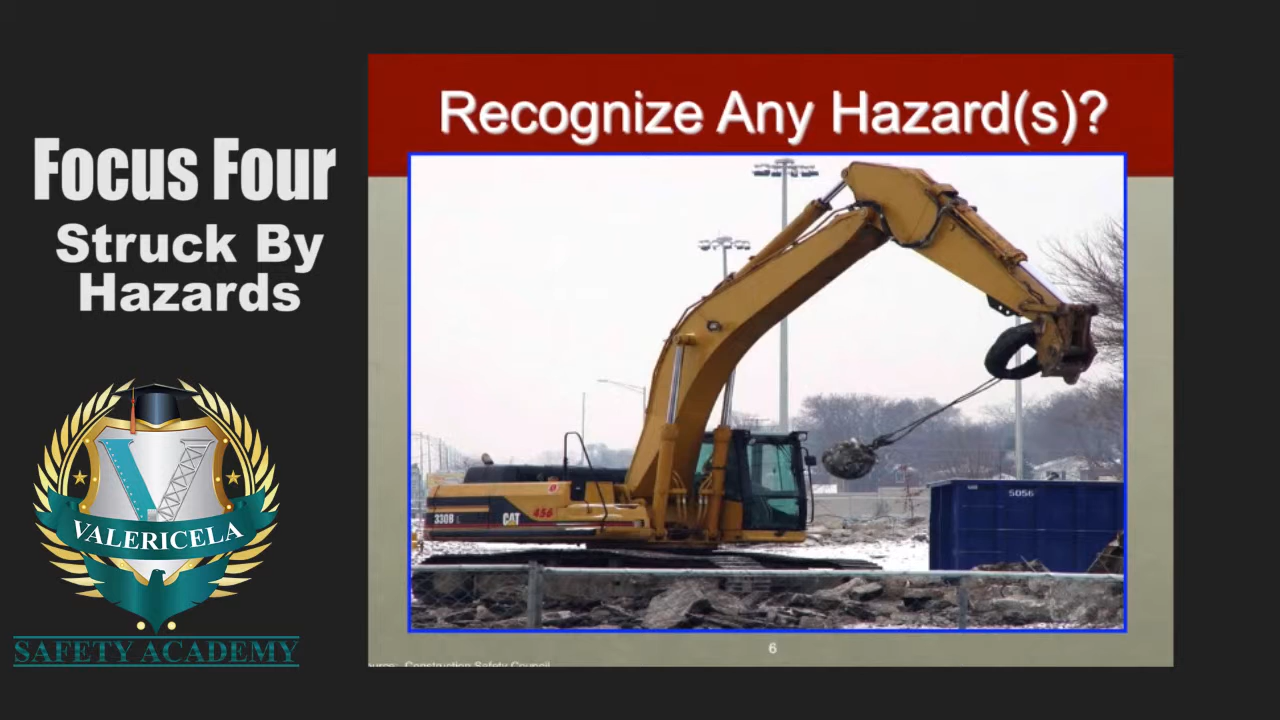 Focus Four
Struck By
Hazards
VALERICELA
SAFETY ACADEMY
Recognize Any Hazard(s)?
5056
330B L
CAT
456
6
Construction Safety Council